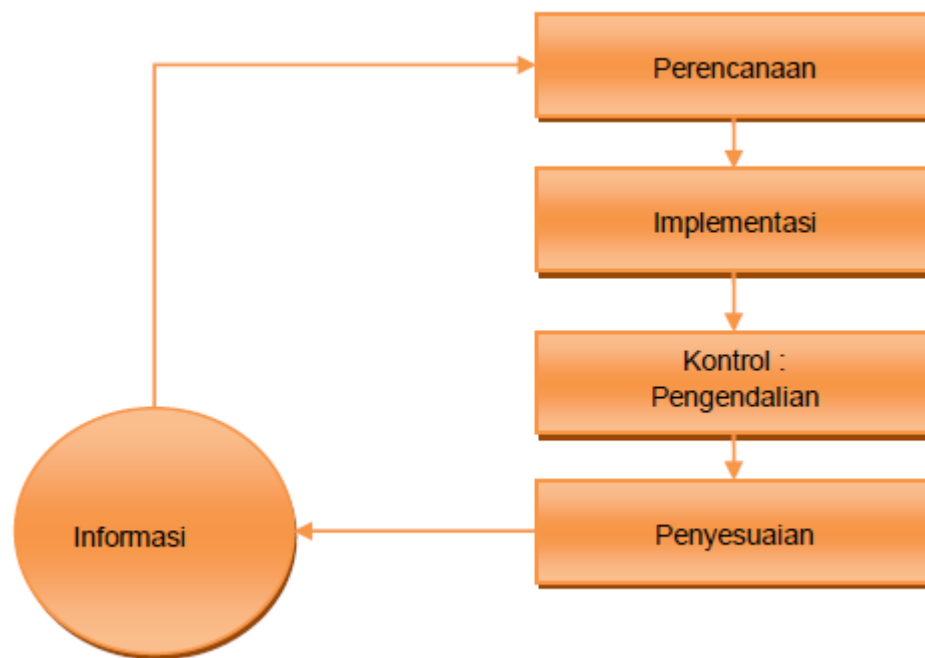 Perencanaan
Implementasi
Kontrol :
Pengendalian
Penyesuaian
Informasi